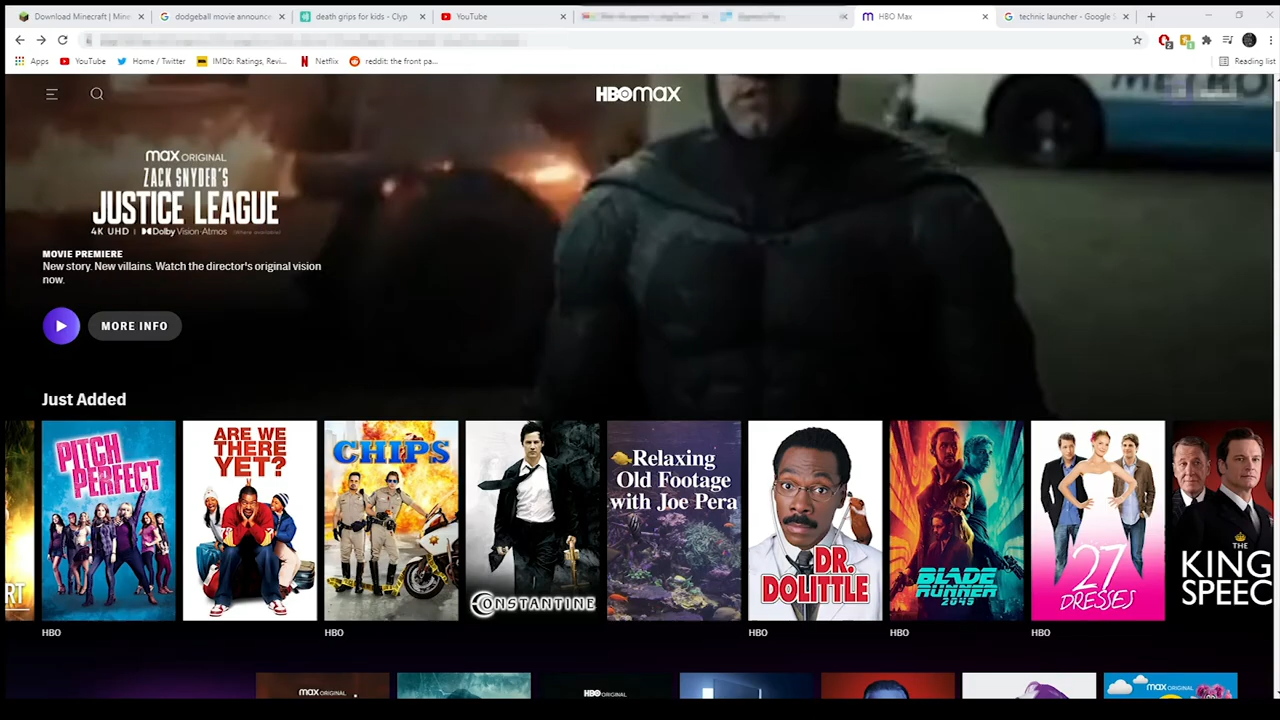 Download Minecraft | Mine
dodgeball movie announce
death grips for kids - Clyp
YouTube
HBO Max
technic launcher - Google S
Apps
YouTube
Home / Twitter
IMDb: Ratings, Revi...
Netflix
reddit: the front pa...
Reading list
HBOmax
max ORIGINAL
ZACK SNYDER'S
JUSTICE LEAGUE
4K UHD | Dolby Vision·Atmos (Where available)
MOVIE PREMIERE
New story. New villains. Watch the director's original vision
now.
MORE INFO
Just Added
PITCH
PERFECT
ARE WE
THERE
YET?
CHIPS
CONSTANTINE
Relaxing
Old Footage
with Joe Pera
DR.
DOLITTLE
BLADE
RUNNER
2049
27
DRESSES
THE
KING
SPEEC
HBO
HBO
HBO
HBO
HBO
max ORIGINAL
HBO ORIGINAL
max ORIGINAL